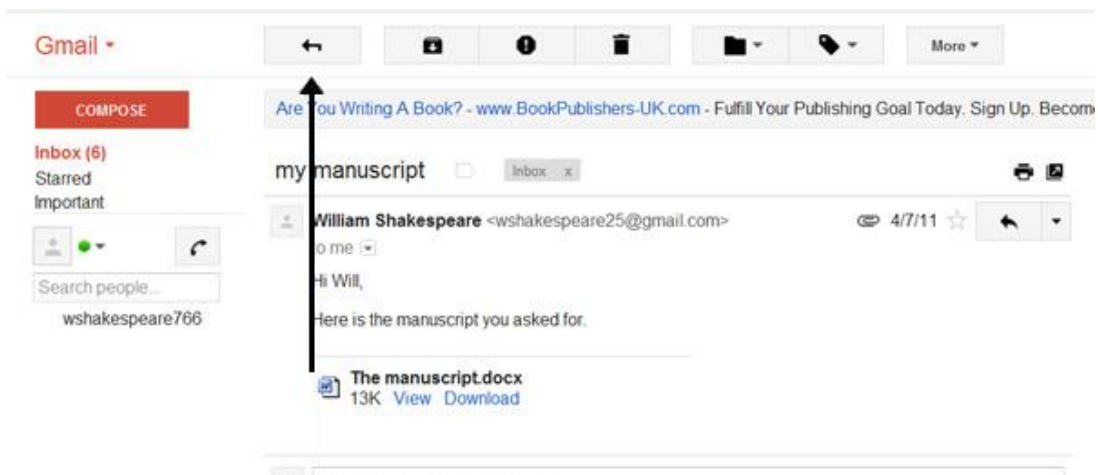 Gmail
More
COMPOSE
Are You Writing A Book? - www.BookPublishers-UK.com - Fulfill Your Publishing Goal Today. Sign Up. Become
Inbox (6)
Starred
Important
my manuscript Inbox x
William Shakespeare <wshakespeare25@gmail.com> 4/7/11
to me
Search people...
wshakespeare766
Hi Will,
Here is the manuscript you asked for.
The manuscript.docx
13K View Download